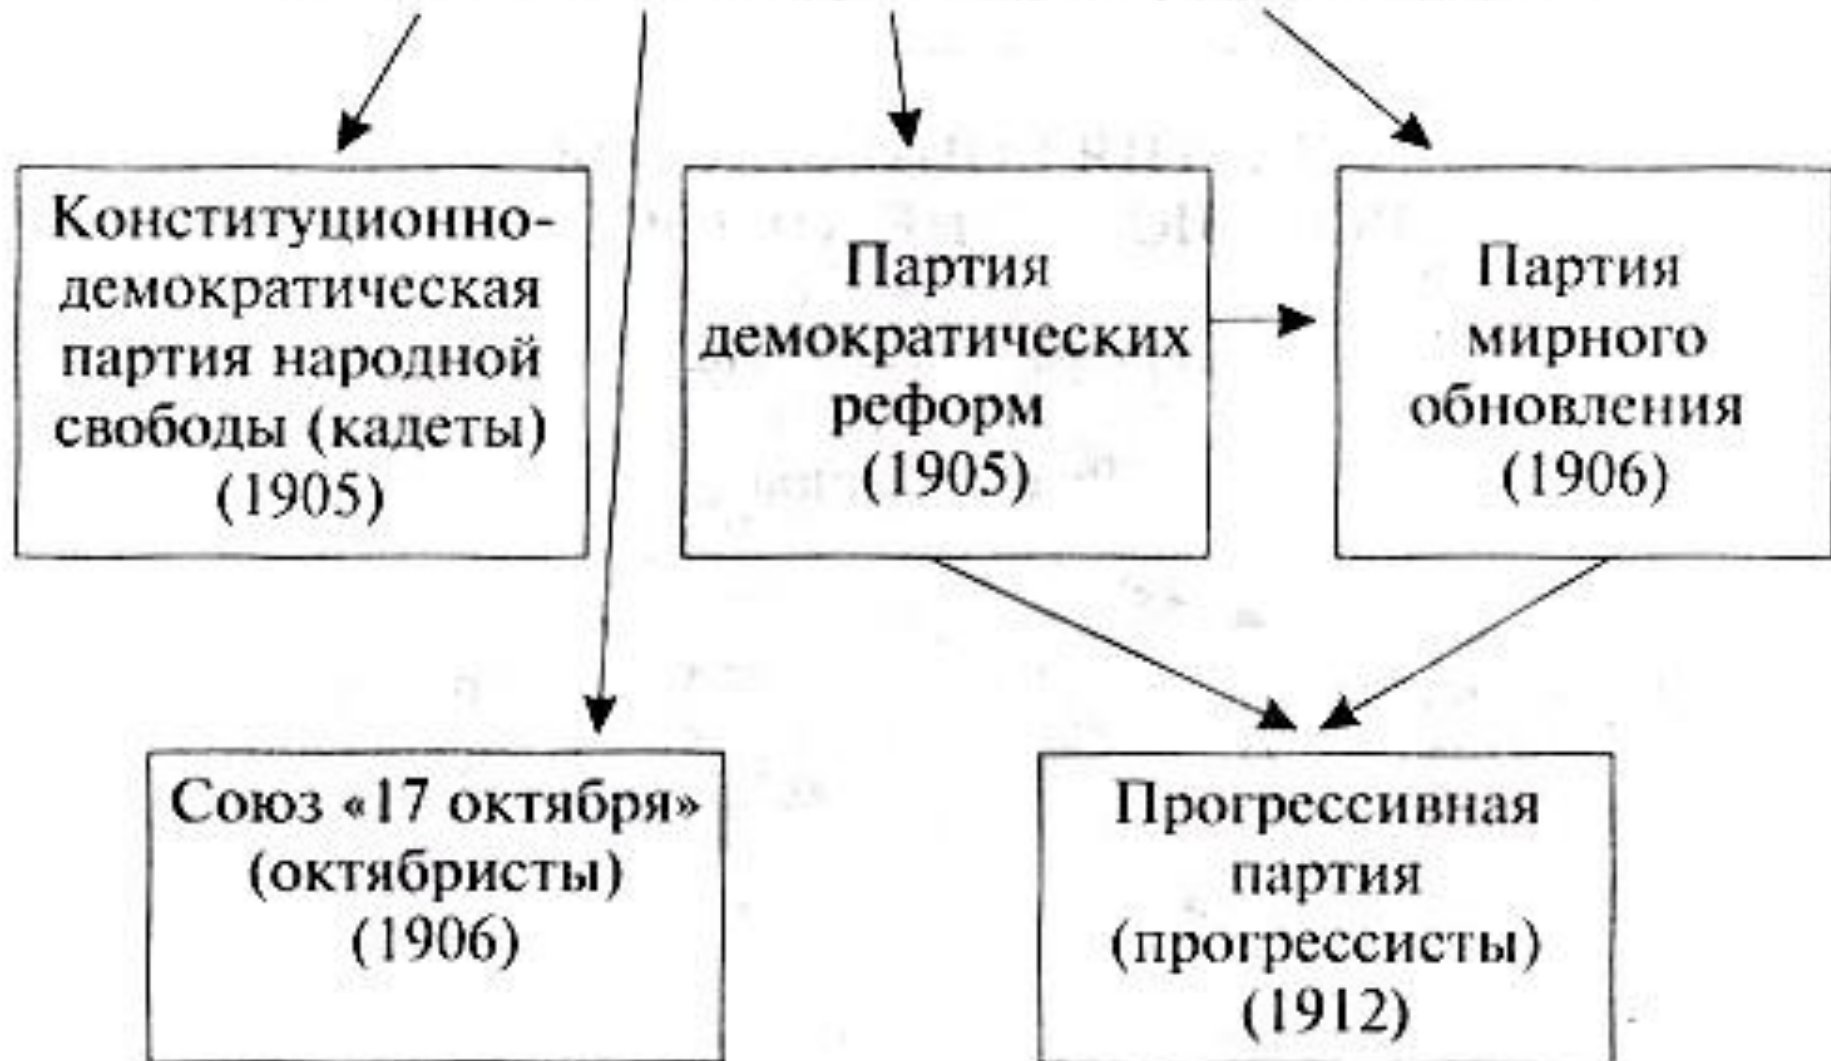 Конституционно-
демократическая
партия народной
свободы (кадеты)
(1905)
Партия
демократических
реформ
(1905)
Партия
мирного
обновления
(1906)
Союз «17 октября»
(октябристы)
(1906)
Прогрессивная
партия
(прогрессисты)
(1912)